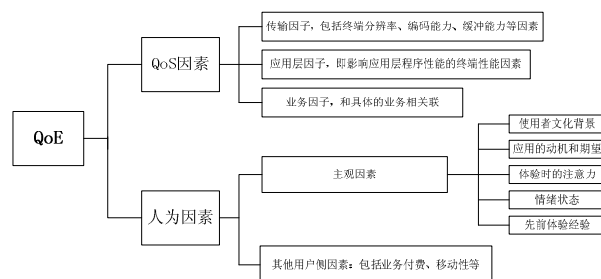 QoE
QoS因素
传输因子，包括终端分辨率、编码能力、缓冲能力等因素
应用层因子，即影响应用层程序性能的终端性能因素
业务因子，和具体的业务相关联
人为因素
主观因素
使用者文化背景
应用的动机和期望
体验时的注意力
情绪状态
先前体验经验
其他用户侧因素：包括业务付费、移动性等